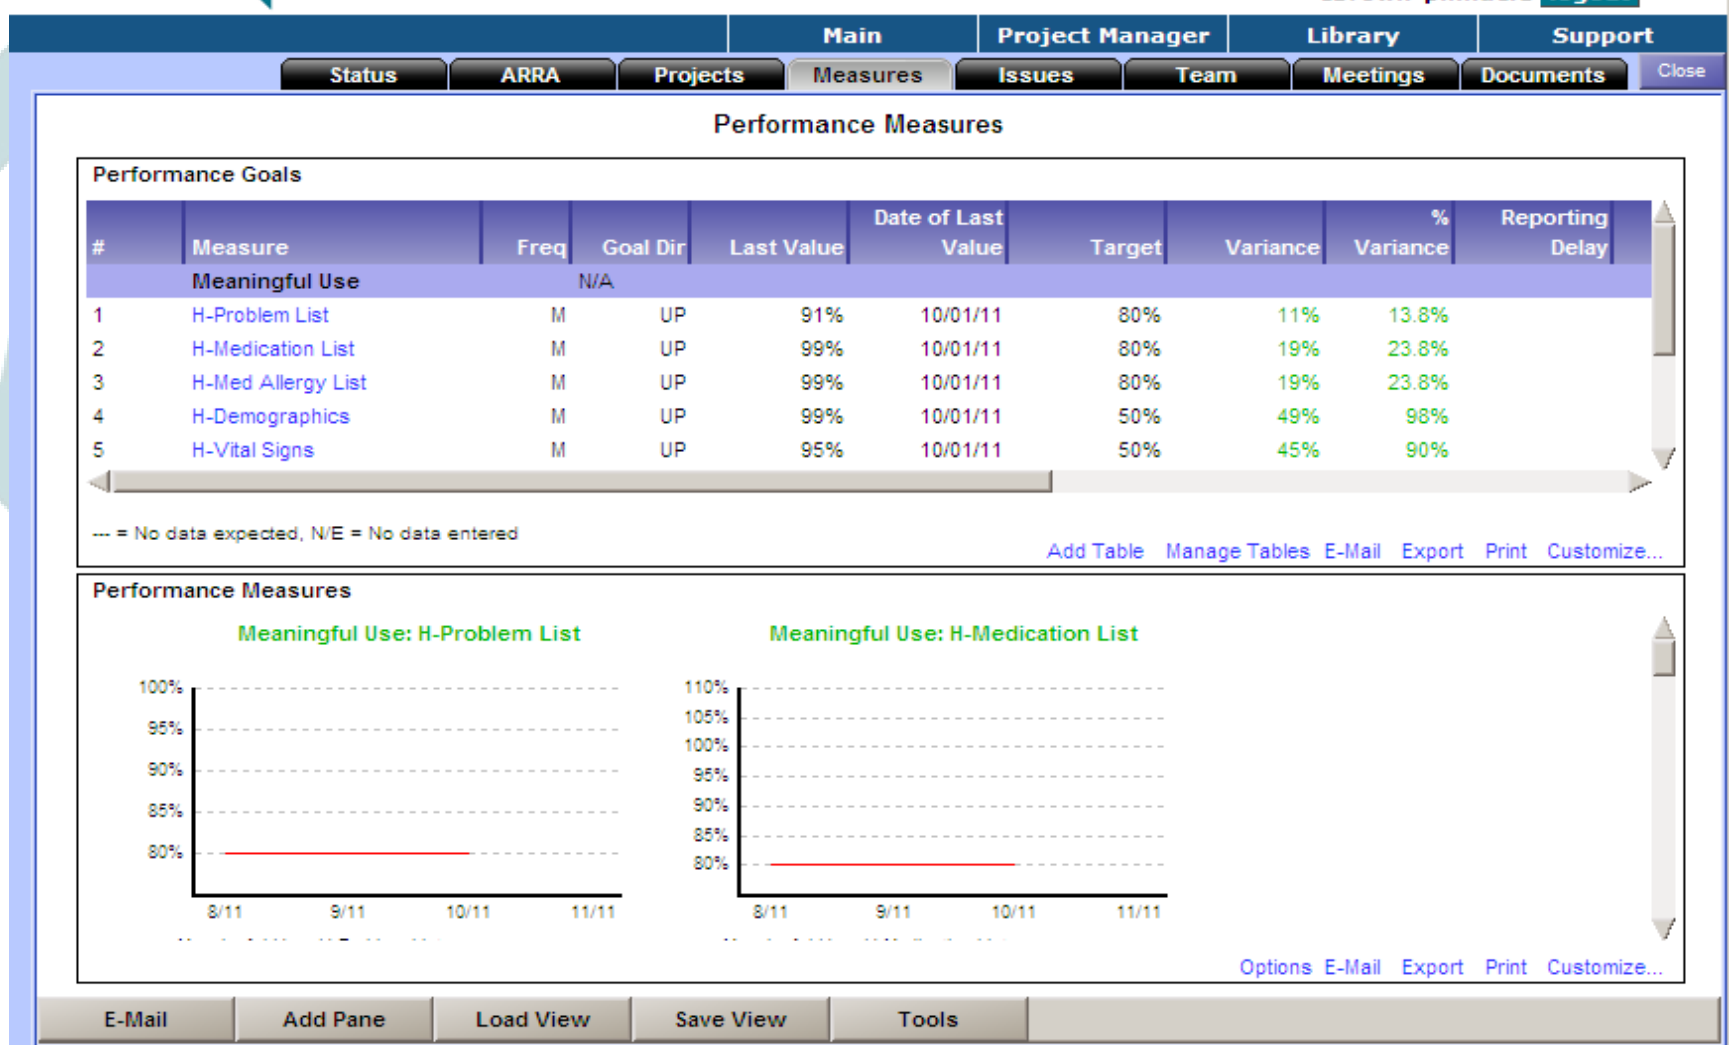 Main Project Manager Library Support
Status ARRA Projects Measures Issues Team Meetings Documents Close
Performance Measures
Performance Goals
# Measure Freq Goal Dir Last Value Date of Last Value Target Variance % Variance Reporting Delay
Meaningful Use N/A
1 H-Problem List M UP 91% 10/01/11 80% 11% 13.8%
2 H-Medication List M UP 99% 10/01/11 80% 19% 23.8%
3 H-Med Allergy List M UP 99% 10/01/11 80% 19% 23.8%
4 H-Demographics M UP 99% 10/01/11 50% 49% 98%
5 H-Vital Signs M UP 95% 10/01/11 50% 45% 90%
--- = No data expected, N/E = No data entered
Add Table Manage Tables E-Mail Export Print Customize...
Performance Measures
Meaningful Use: H-Problem List
100%
95%
90%
85%
80%
8/11 9/11 10/11 11/11
Meaningful Use: H-Medication List
110%
105%
100%
95%
90%
85%
80%
8/11 9/11 10/11 11/11
Options E-Mail Export Print Customize...
E-Mail Add Pane Load View Save View Tools